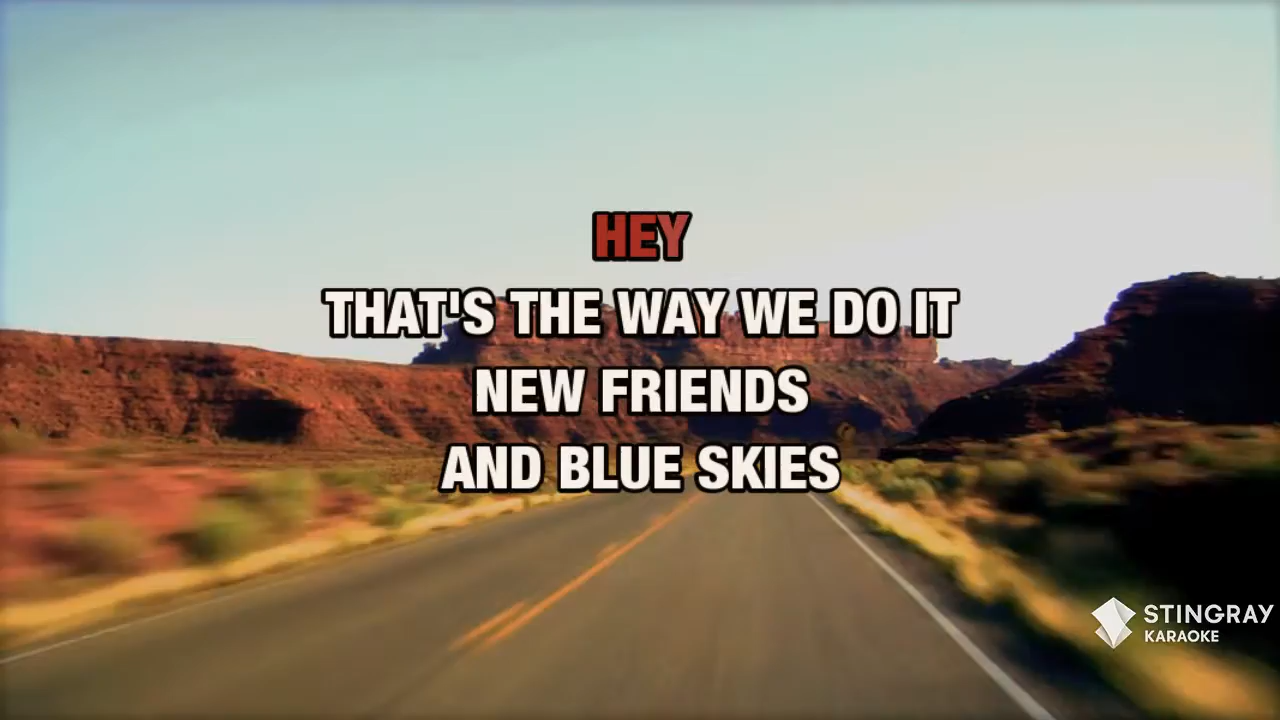 HEY
THAT'S THE WAY WE DO IT
NEW FRIENDS
AND BLUE SKIES
STINGRAY
KARAOKE